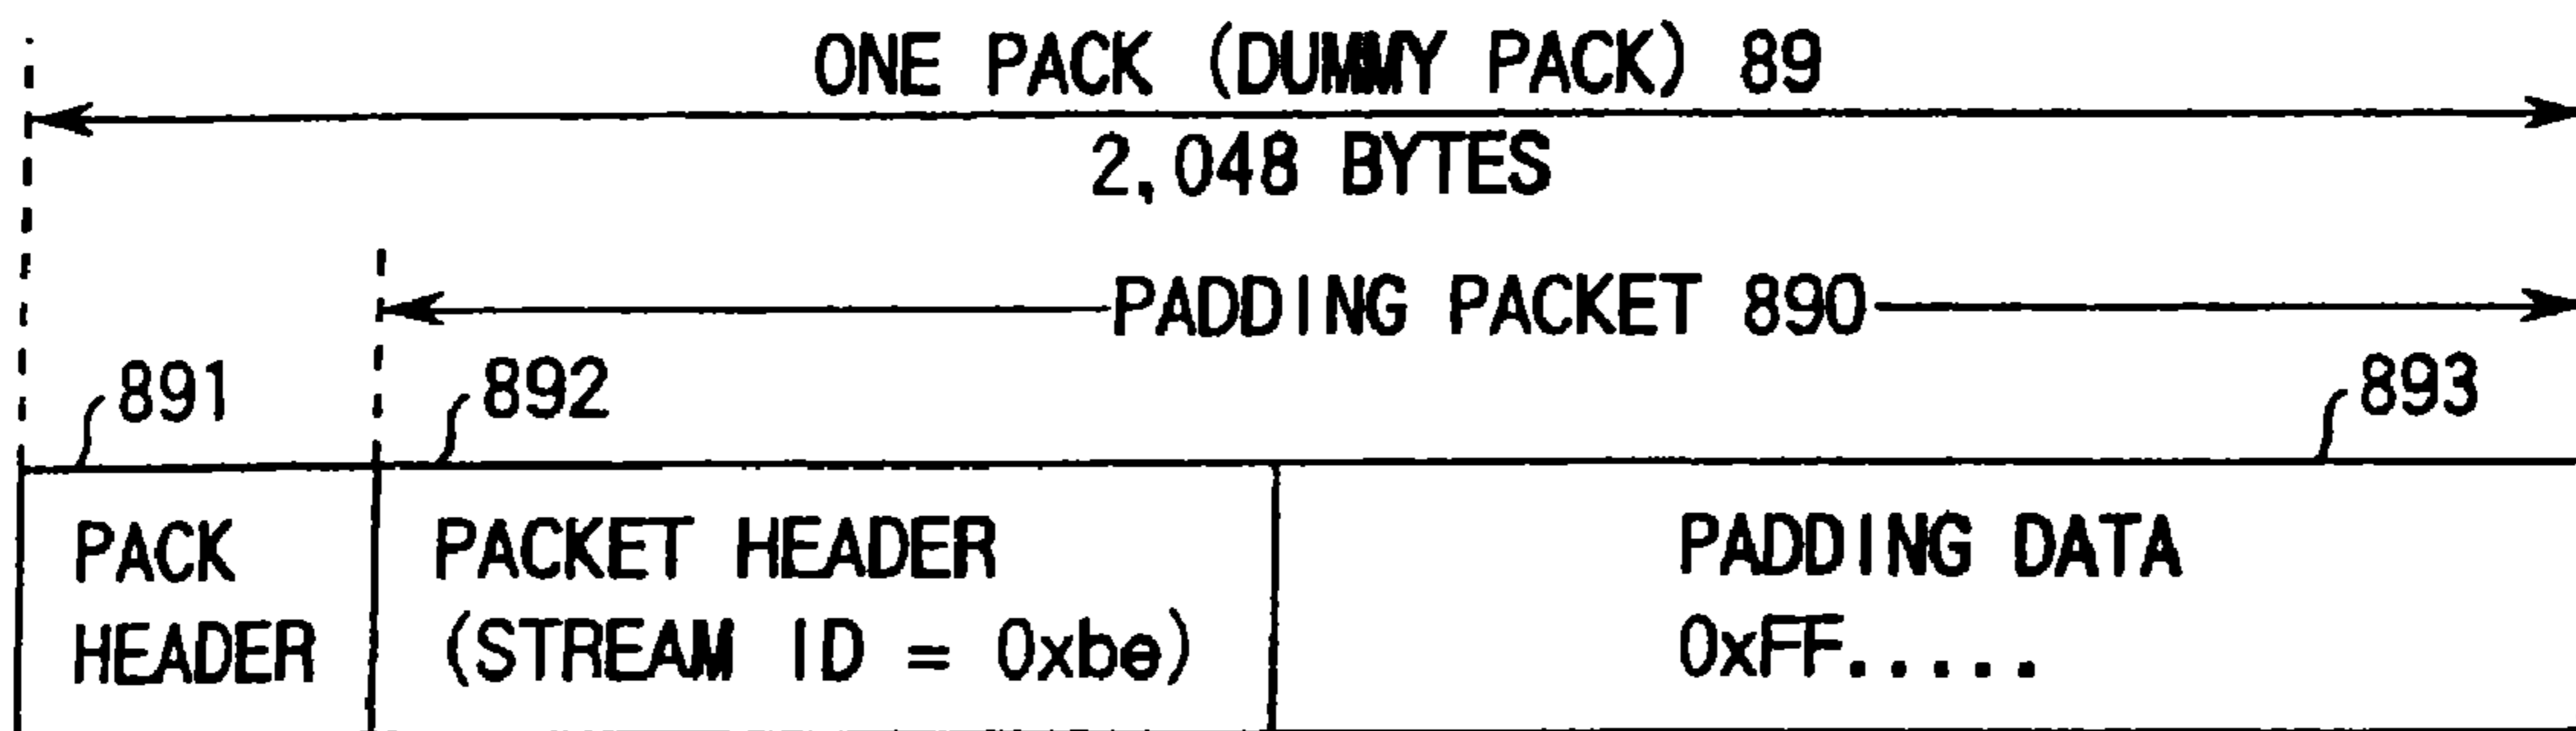 ONE PACK (DUMMY PACK) 89
2,048 BYTES
PADDING PACKET 890
891
892
893
PACK
HEADER
PACKET HEADER
(STREAM ID = 0xbe)
PADDING DATA
0xFF.....